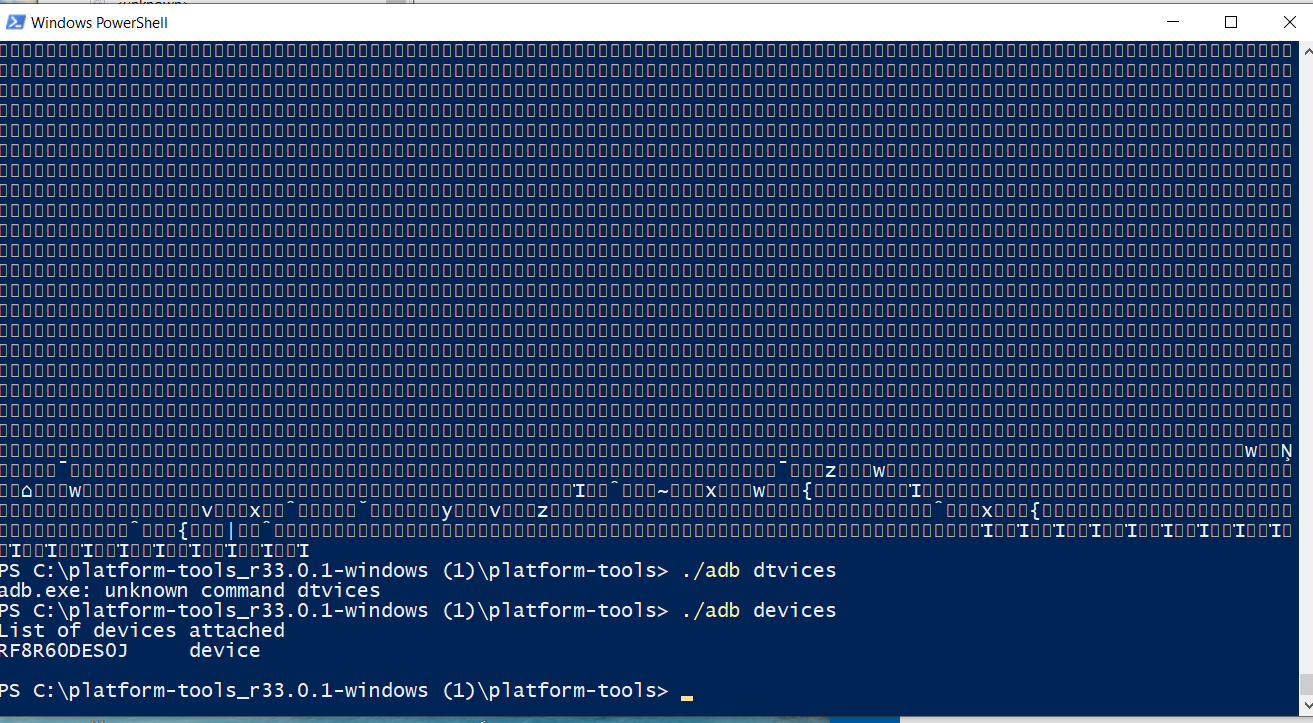 <unknown>
Windows PowerShell
w Ņ
z w
w Ί ~ x w { Ί
v x y v z x {
{ | Ί Ί Ί Ί Ί Ί Ί Ί Ί
Ί Ί Ί Ί Ί Ί Ί Ί Ί
PS C:\platform-tools_r33.0.1-windows (1)\platform-tools> ./adb dtvices
adb.exe: unknown command dtvices
PS C:\platform-tools_r33.0.1-windows (1)\platform-tools> ./adb devices
List of devices attached
RF8R60DES0J device
PS C:\platform-tools_r33.0.1-windows (1)\platform-tools>